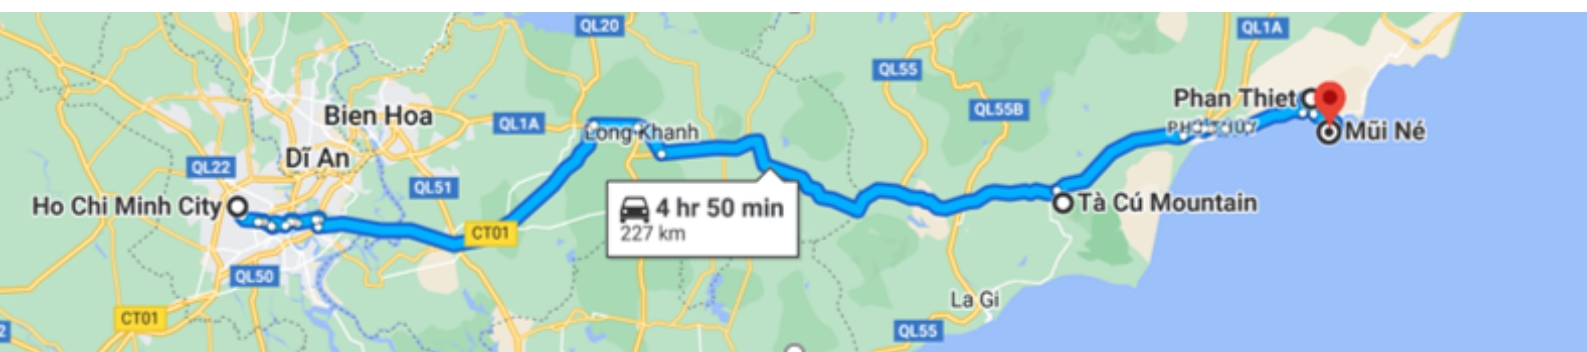 QL20
QL1A
QL55
Bien Hoa
QL1A
QL55B
Phan Thiet
Long Khanh
Mũi Né
Dĩ An
QL22
QL51
Ho Chi Minh City
4 hr 50 min
227 km
Tà Cú Mountain
CT01
QL50
La Gi
CT01
QL55
2